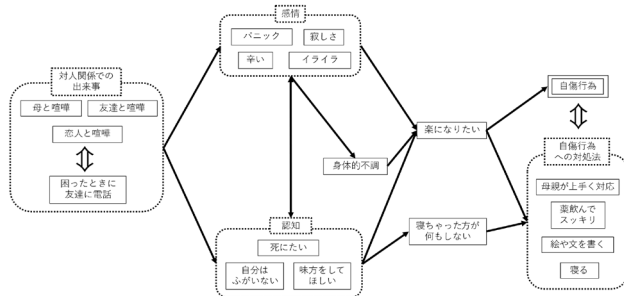 感情
パニック
寂しさ
辛い
イライラ
対人関係での
出来事
母と喧嘩
友達と喧嘩
恋人と喧嘩
困ったときに
友達に電話
身体的不調
認知
死にたい
自分は
ふがいない
味方をして
ほしい
楽になりたい
寝ちゃった方が
何もしない
自傷行為
自傷行為
への対処法
母親が上手く対応
薬飲んで
スッキリ
絵や文を書く
寝る